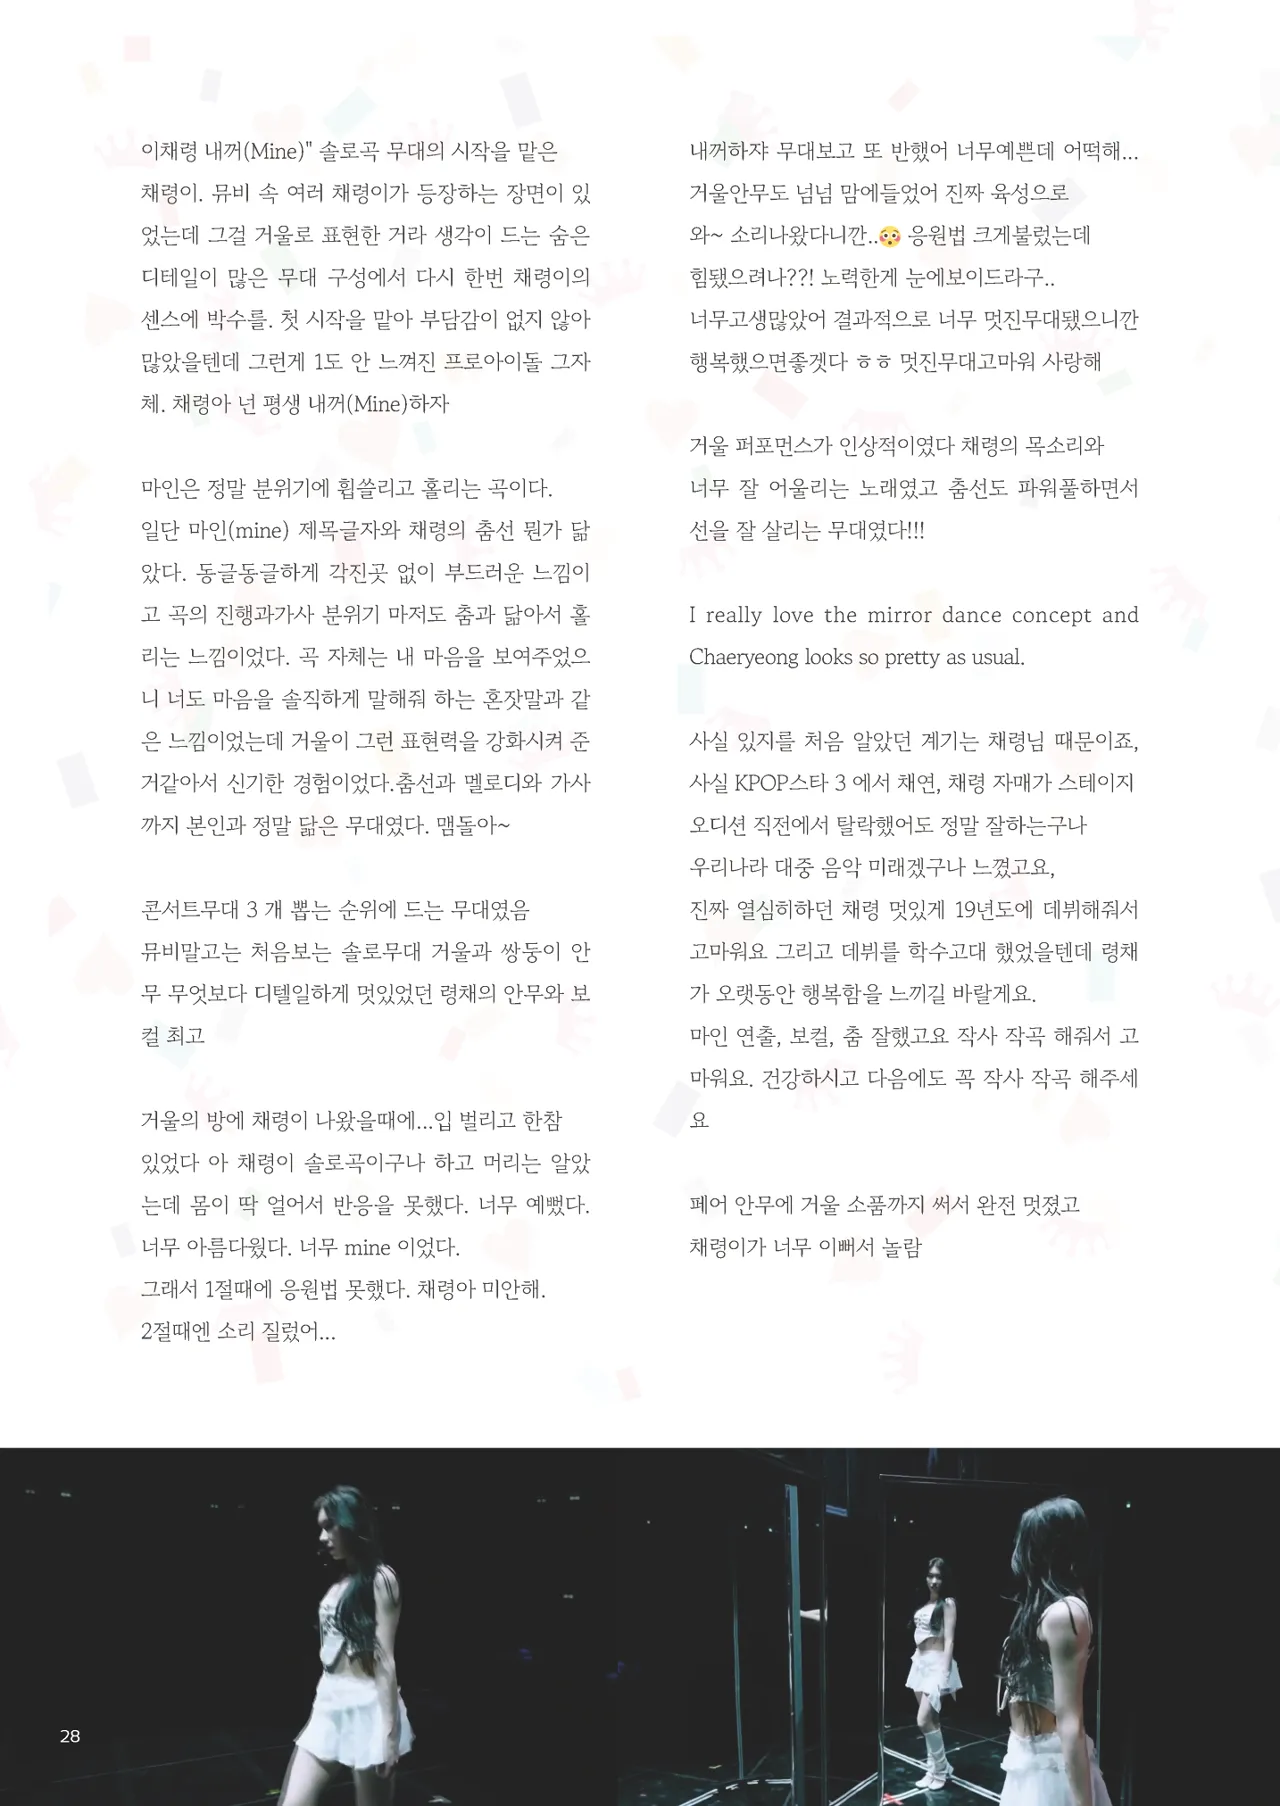 이채령 내꺼(Mine)" 솔로곡 무대의 시작을 맡은
채령이. 뮤비 속 여러 채령이가 등장하는 장면이 있
었는데 그걸 거울로 표현한 거라 생각이 드는 숨은
디테일이 많은 무대 구성에서 다시 한번 채령이의
센스에 박수를. 첫 시작을 맡아 부담감이 없지 않아
많았을텐데 그런게 1도 안 느껴진 프로아이돌 그자
체. 채령아 넌 평생 내꺼(Mine)하자
마인은 정말 분위기에 휩쓸리고 홀리는 곡이다.
일단 마인(mine) 제목글자와 채령의 춤선 뭔가 닮
았다. 동글동글하게 각진곳 없이 부드러운 느낌이
고 곡의 진행과가사 분위기 마저도 춤과 닮아서 홀
리는 느낌이었다. 곡 자체는 내 마음을 보여주었으
니 너도 마음을 솔직하게 말해줘 하는 혼잣말과 같
은 느낌이었는데 거울이 그런 표현력을 강화시켜 준
거같아서 신기한 경험이었다.춤선과 멜로디와 가사
까지 본인과 정말 닮은 무대였다. 맴돌아~
콘서트무대 3 개 뽑는 순위에 드는 무대였음
뮤비말고는 처음보는 솔로무대 거울과 쌍둥이 안
무 무엇보다 디텔일하게 멋있었던 령채의 안무와 보
컬 최고
거울의 방에 채령이 나왔을때에...입 벌리고 한참
있었다 아 채령이 솔로곡이구나 하고 머리는 알았
는데 몸이 딱 얼어서 반응을 못했다. 너무 예뻤다.
너무 아름다웠다. 너무 mine 이었다.
그래서 1절때에 응원법 못했다. 채령아 미안해.
2절때엔 소리 질렀어...
내꺼하쟈 무대보고 또 반했어 너무예쁜데 어떡해...
거울안무도 넘넘 맘에들었어 진짜 육성으로
와~ 소리나왔다니깐..😳 응원법 크게불렀는데
힘됐으려나??! 노력한게 눈에보이드라구..
너무고생많았어 결과적으로 너무 멋진무대됐으니깐
행복했으면좋겟다 ㅎㅎ 멋진무대고마워 사랑해
거울 퍼포먼스가 인상적이였다 채령의 목소리와
너무 잘 어울리는 노래였고 춤선도 파워풀하면서
선을 잘 살리는 무대였다!!!
I really love the mirror dance concept and
Chaeryeong looks so pretty as usual.
사실 있지를 처음 알았던 계기는 채령님 때문이죠,
사실 KPOP스타 3 에서 채연, 채령 자매가 스테이지
오디션 직전에서 탈락했어도 정말 잘하는구나
우리나라 대중 음악 미래겠구나 느꼈고요,
진짜 열심히하던 채령 멋있게 19년도에 데뷔해줘서
고마워요 그리고 데뷔를 학수고대 했었을텐데 령채
가 오랫동안 행복함을 느끼길 바랄게요.
마인 연출, 보컬, 춤 잘했고요 작사 작곡 해줘서 고
마워요. 건강하시고 다음에도 꼭 작사 작곡 해주세
요
페어 안무에 거울 소품까지 써서 완전 멋졌고
채령이가 너무 이뻐서 놀람
28